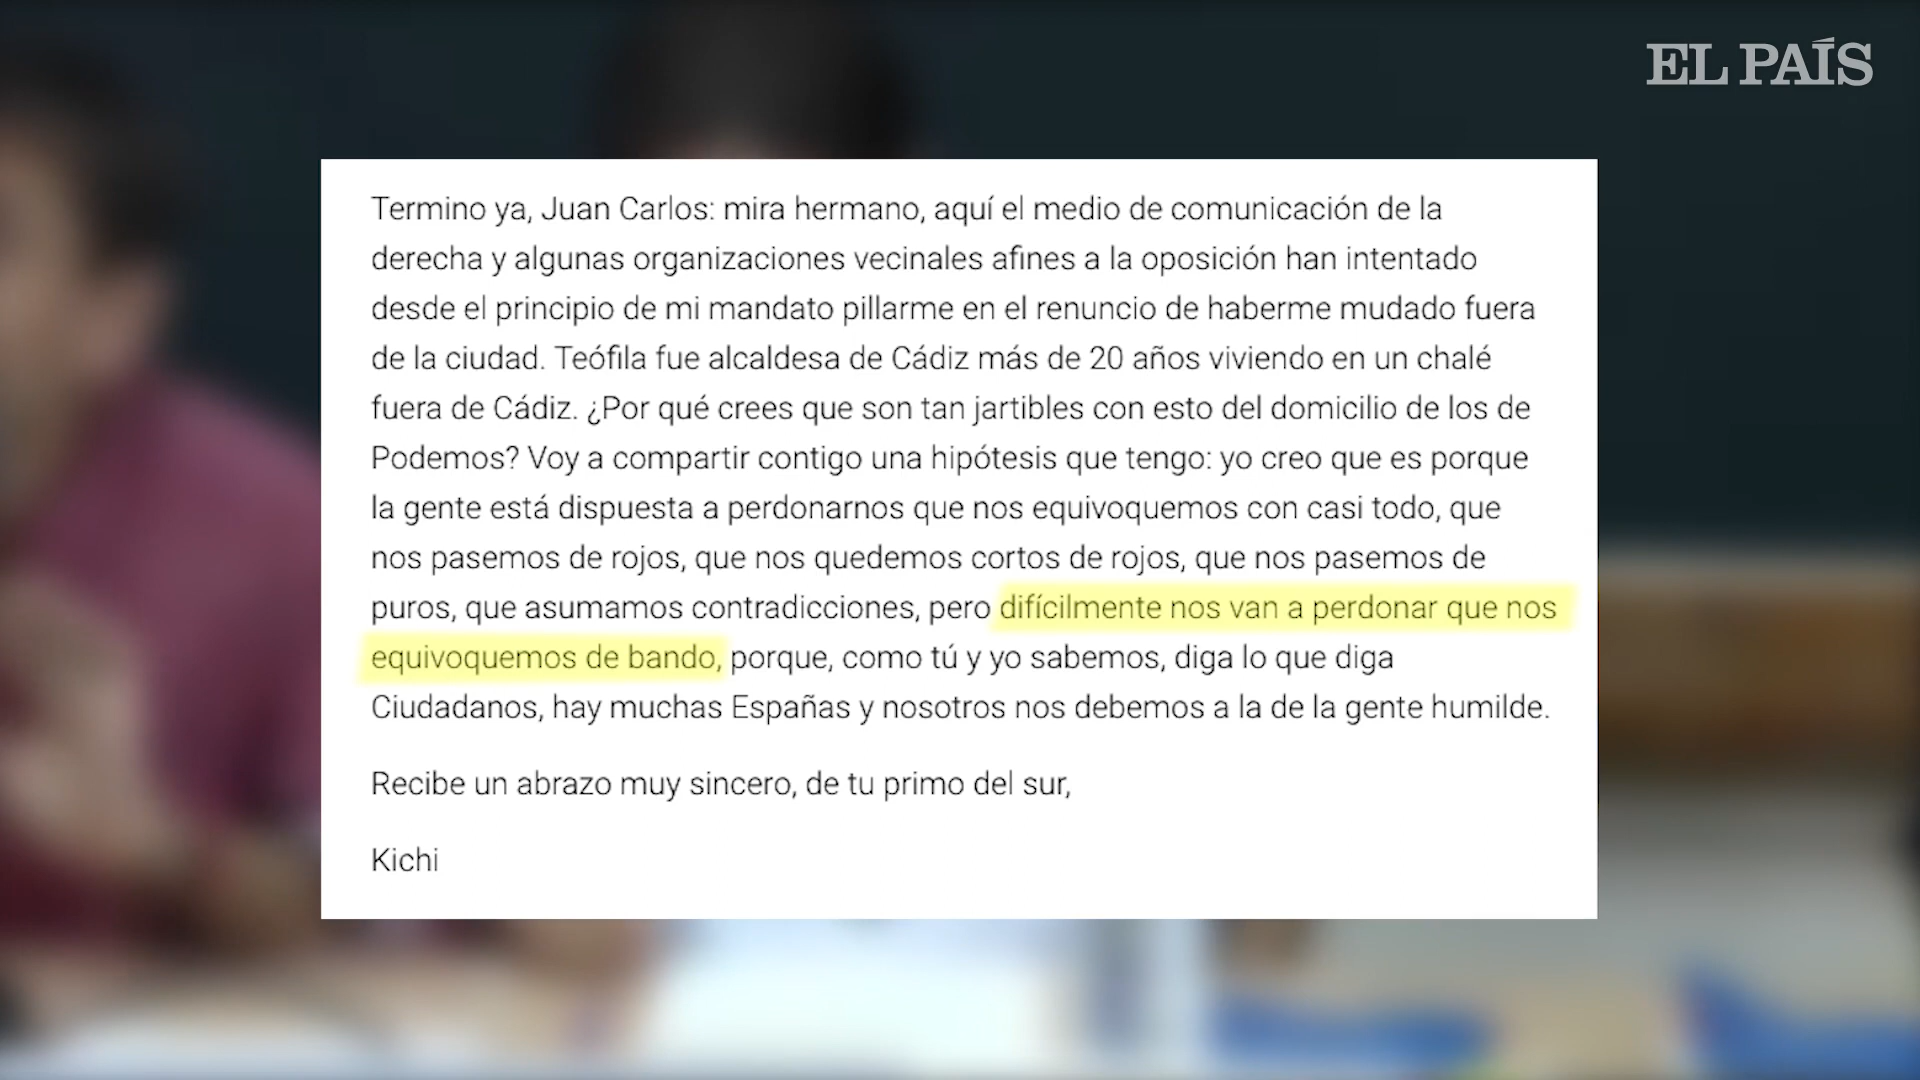 EL PAÍS
Termino ya, Juan Carlos: mira hermano, aquí el medio de comunicación de la
derecha y algunas organizaciones vecinales afines a la oposición han intentado
desde el principio de mi mandato pillarme en el renuncio de haberme mudado fuera
de la ciudad. Teófila fue alcaldesa de Cádiz más de 20 años viviendo en un chalé
fuera de Cádiz. ¿Por qué crees que son tan jartibles con esto del domicilio de los de
Podemos? Voy a compartir contigo una hipótesis que tengo: yo creo que es porque
la gente está dispuesta a perdonarnos que nos equivoquemos con casi todo, que
nos pasemos de rojos, que nos quedemos cortos de rojos, que nos pasemos de
puros, que asumamos contradicciones, pero difícilmente nos van a perdonar que nos
equivoquemos de bando, porque, como tú y yo sabemos, diga lo que diga
Ciudadanos, hay muchas Españas y nosotros nos debemos a la de la gente humilde.
Recibe un abrazo muy sincero, de tu primo del sur,
Kichi